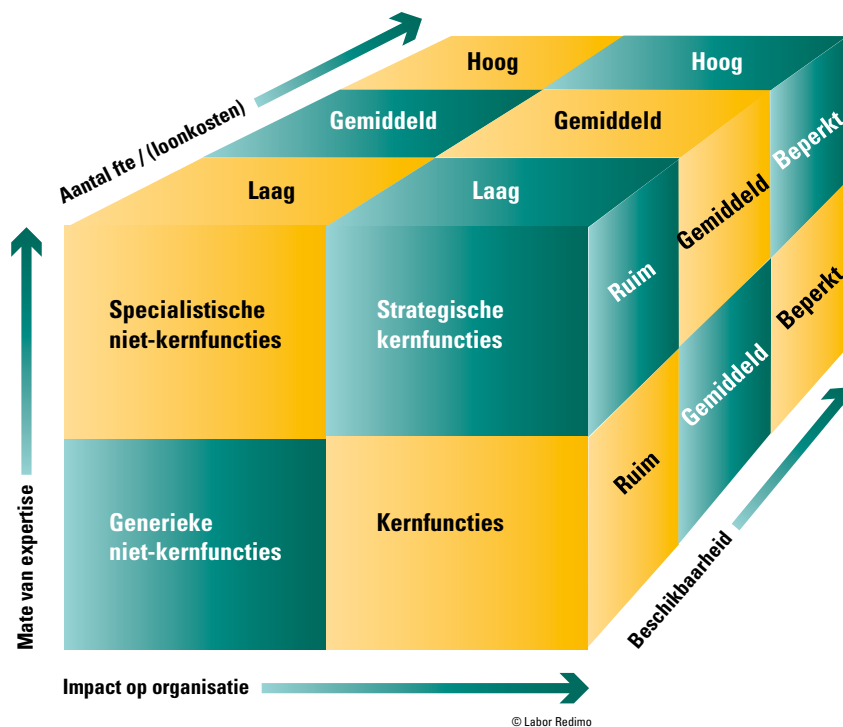 Aantal fte / (loonkosten)
Hoog
Hoog
Gemiddeld
Gemiddeld
Laag
Laag
Specialistische
niet-kernfuncties
Strategische
kernfuncties
Generieke
niet-kernfuncties
Kernfuncties
Ruim
Gemiddeld
Beperkt
Ruim
Gemiddeld
Beperkt
Mate van expertise
Beschikbaarheid
Impact op organisatie
© Labor Redimo